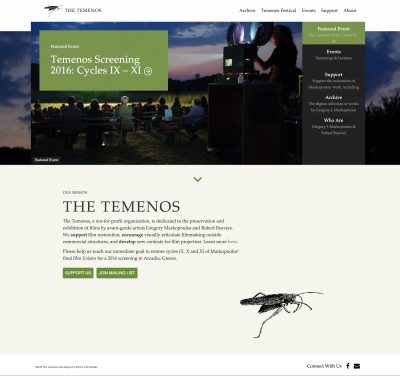 THE TEMENOS
Archive Temenos Festival Events Support About
Featured Event
Temenos Screening
2016: Cycles IX – XI
Featured Event
The Temenos 2016: Cycles IX
Events
Screenings & Lectures
Support
Support the restoration of
Markopoulos' work, including
Archive
The digital collection of works
by Gregory J. Markopoulos
Who Are
Gregory J. Markopoulos &
Robert Beavers
Featured Event
OUR MISSION
THE TEMENOS
The Temenos, a not-for-profit organization, is dedicated to the preservation and
exhibition of films by avant-garde artists Gregory Markopoulos and Robert Beavers.
We support film restoration, encourage visually articulate filmmaking outside
commercial structures, and develop new contexts for film projection. Learn more here.
Please help us reach our immediate goal to restore cycles IX, X and XI of Markopoulos'
final film Eniaios for a 2016 screening in Arcadia, Greece.
SUPPORT US JOIN MAILING LIST
Connect With Us